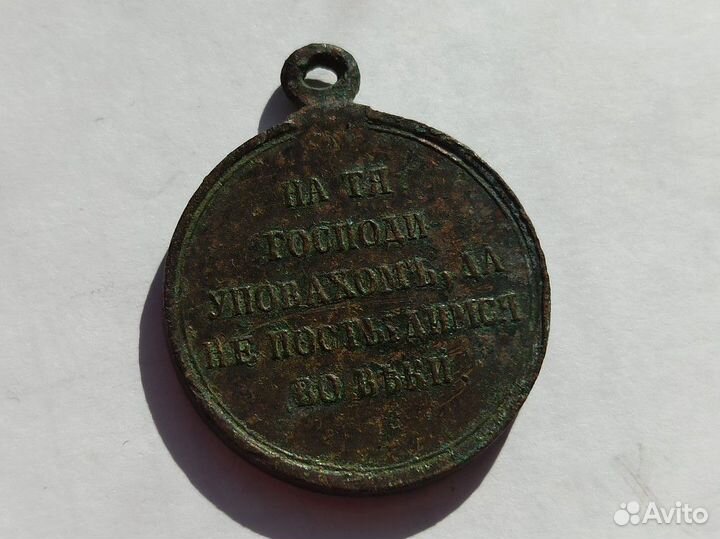 НА ТЯ
ГОСПОДИ
УПОВАХОМЪ, ДА
НЕ ПОСТЫДИМСЯ
ВО ВѢКИ.
Avito